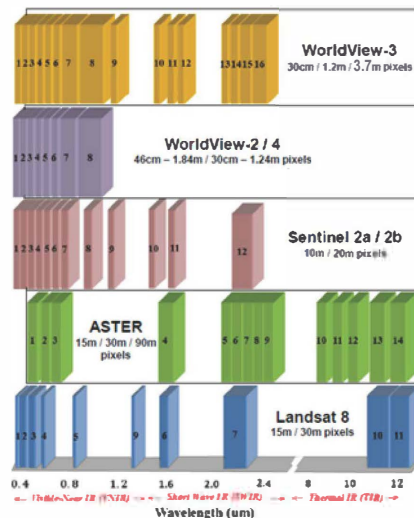 1 2 3 4 5 6 7 8 9 10 11 12 13 14 15 16
WorldView-3
30cm / 1.2m / 3.7m pixels
1 2 3 4 5 6 7 8
WorldView-2 / 4
46cm – 1.84m / 30cm – 1.24m pixels
1 2 3 4 5 6 7 8 9 10 11 12
Sentinel 2a / 2b
10m / 20m pixels
1 2 3 4 5 6 7 8 9 10 11 12 13 14
ASTER
15m / 30m / 90m
pixels
1 2 3 4 5 9 6 7 10 11
Landsat 8
15m / 30m pixels
0.4 0.8 1.2 1.6 2.0 2.4 8 10 12
Visible-Near IR (VNIR) Short Wave IR (SWIR) Thermal IR (TIR)
Wavelength (um)